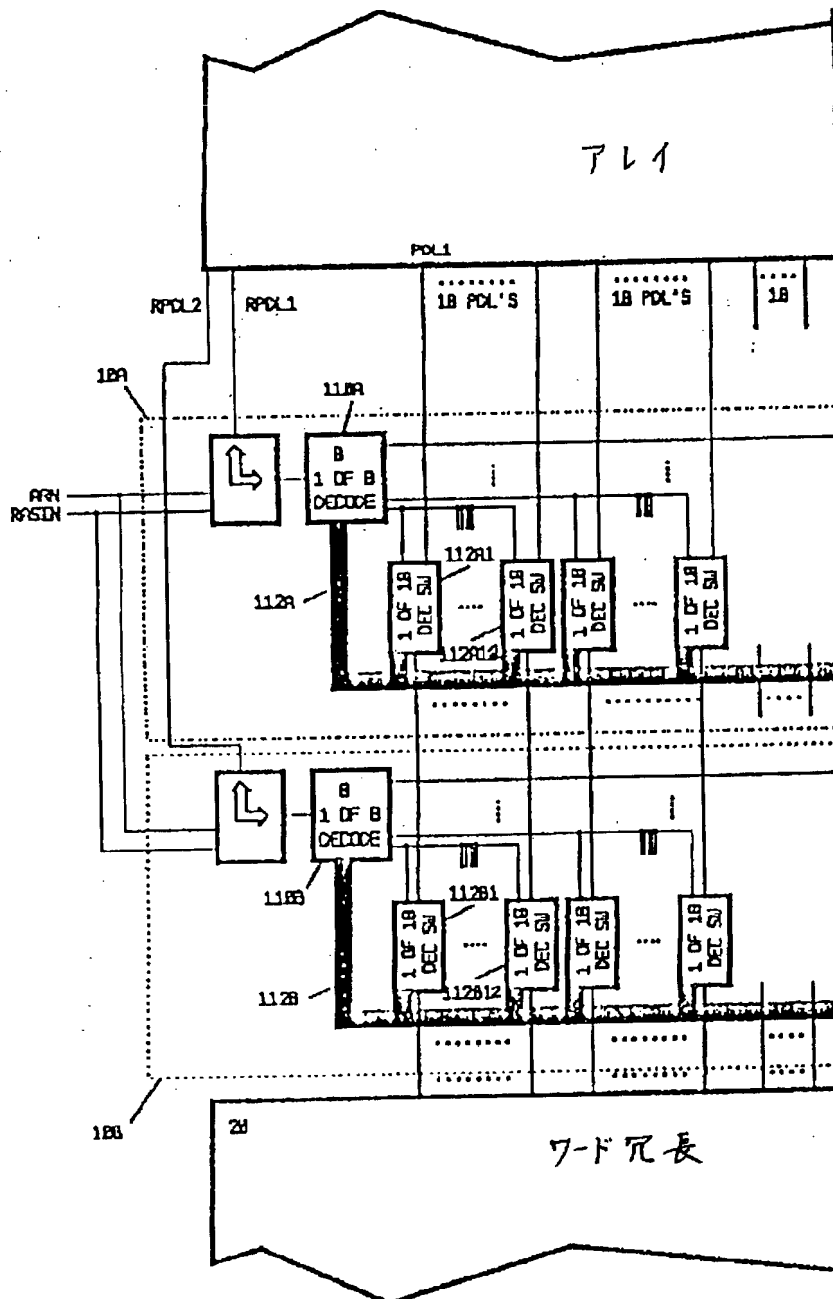 アレイ
PDL1
RPDL2
RPDL1
18 PDL'S
18 PDL'S
18
10A
110A
8
1 OF 8
DECODE
ARN
RASIN
112A1
112A
1 OF 18
DEC SW
1 OF 18
DEC SW
1 OF 18
DEC SW
1 OF 18
DEC SW
112A12
8
1 OF 8
DECODE
110B
112B1
1 OF 18
DEC SW
1 OF 18
DEC SW
1 OF 18
DEC SW
1 OF 18
DEC SW
112B
112B12
10B
20
ワード冗長